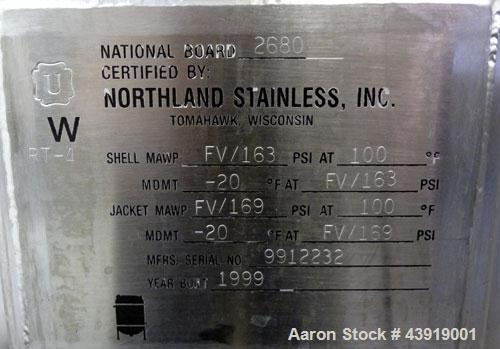 NATIONAL BOARD 2680
CERTIFIED BY:
U
NORTHLAND STAINLESS, INC.
TOMAHAWK, WISCONSIN
W
RT-4
SHELL MAWP FV/163 PSI AT 100 °F
MDMT -20 °F AT FV/163 PSI
JACKET MAWP FV/169 PSI AT 100 °F
MDMT -20 °F AT FV/169 PSI
MFRS SERIAL NO 9912232
YEAR BUILT 1999
Aaron Stock # 43919001